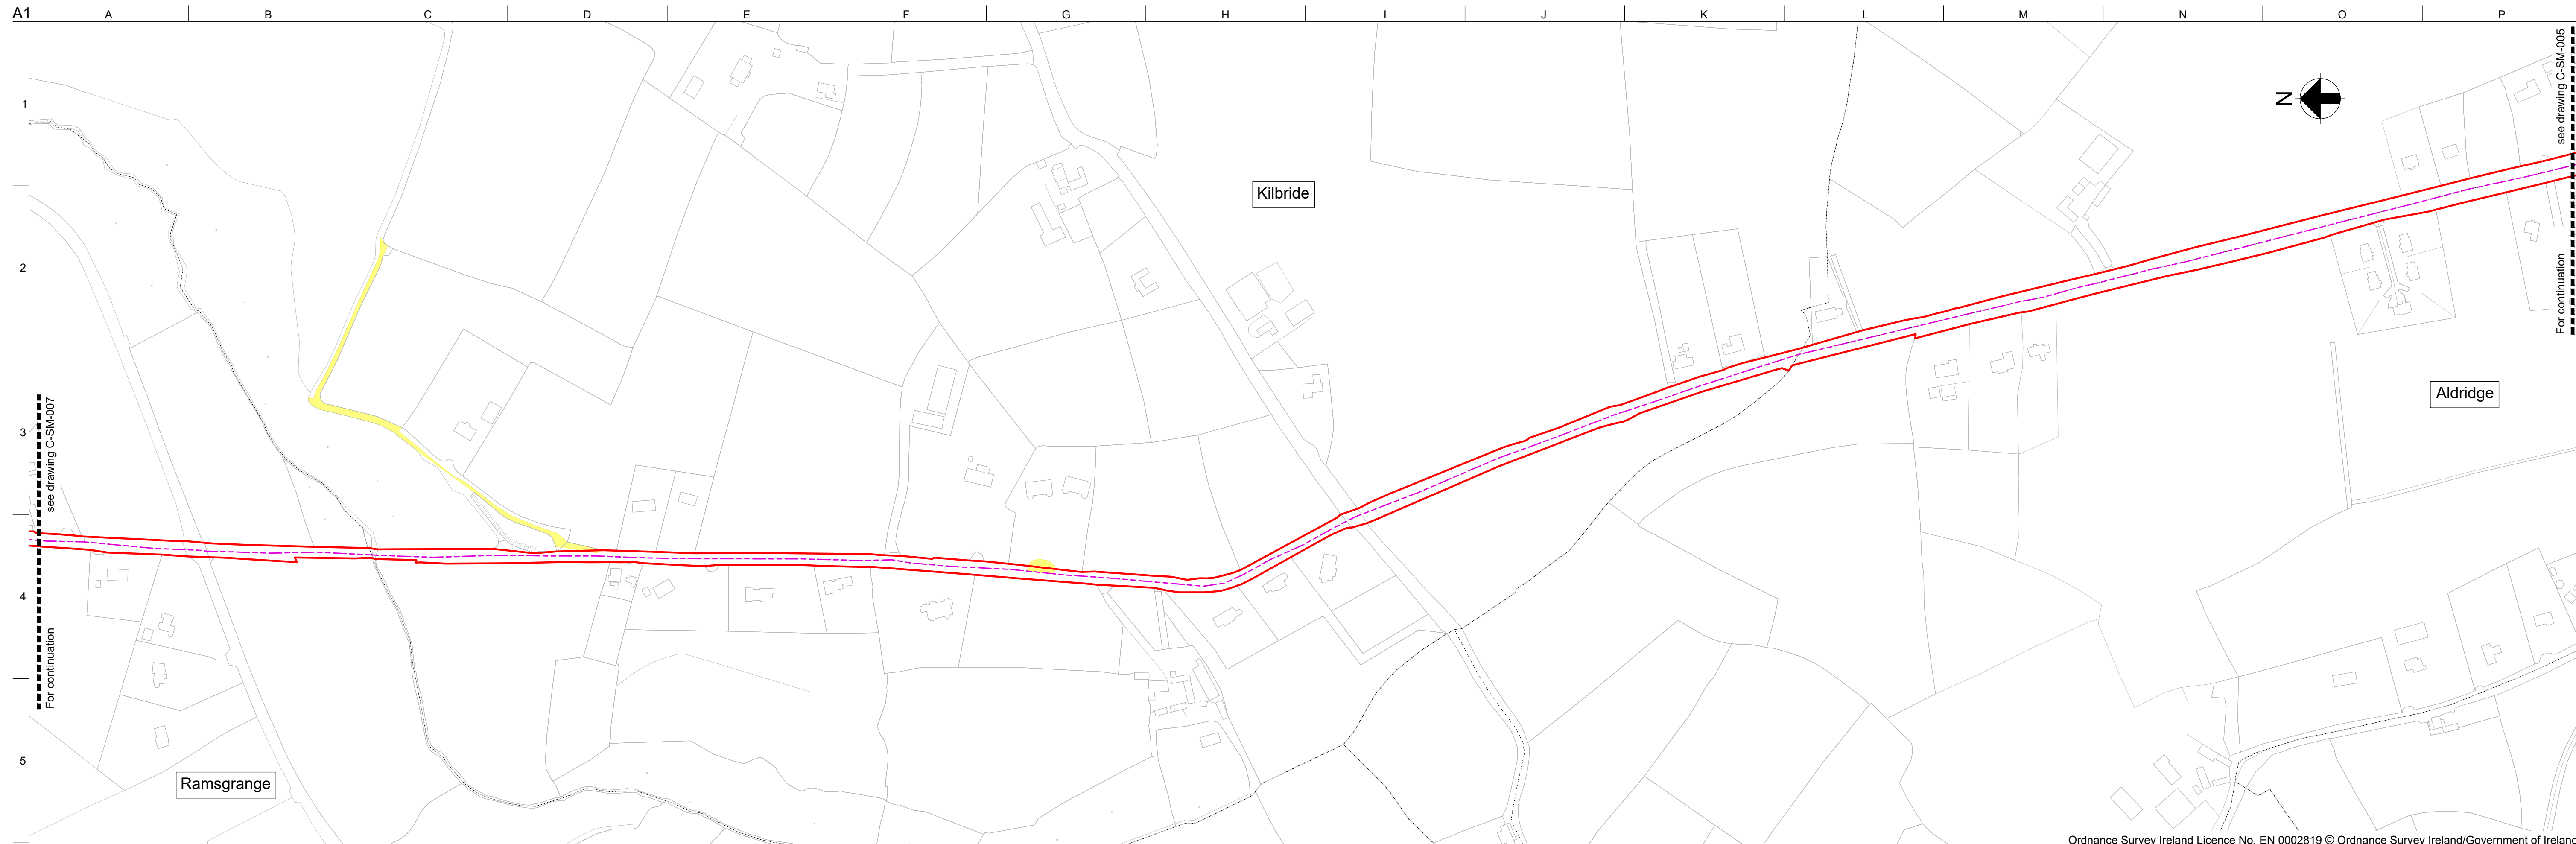 A1
A B C D E F G H I J K L M N O P
1
2
3
4
5
N
Kilbride
Aldridge
Ramsgrange
see drawing C-SM-005
For continuation
see drawing C-SM-007
For continuation
Ordnance Survey Ireland Licence No. EN 0002819 © Ordnance Survey Ireland/Government of Ireland